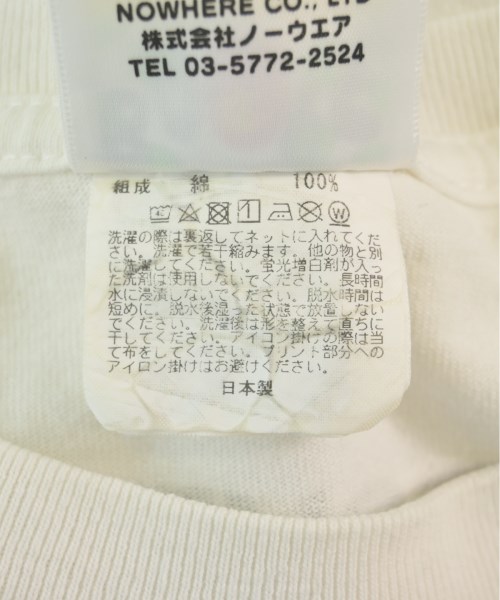 NOWHERE CO., LTD
株式会社ノーウエア
TEL 03-5772-2524
組成 綿 100%
洗濯の際は裏返してネットに入れてくだ
さい。洗濯で若干縮みます。他の物と別
に洗濯してください。蛍光増白剤が入っ
た洗剤は使用しないでください。長時間
水に浸漬しないでください。脱水時間は
短めに。脱水後湿った状態で放置しない
でください。洗濯後は形を整えて直ちに
干してください。アイロン掛けの際は当
て布をしてください。プリント部分への
アイロン掛けはお避けください。
日本製